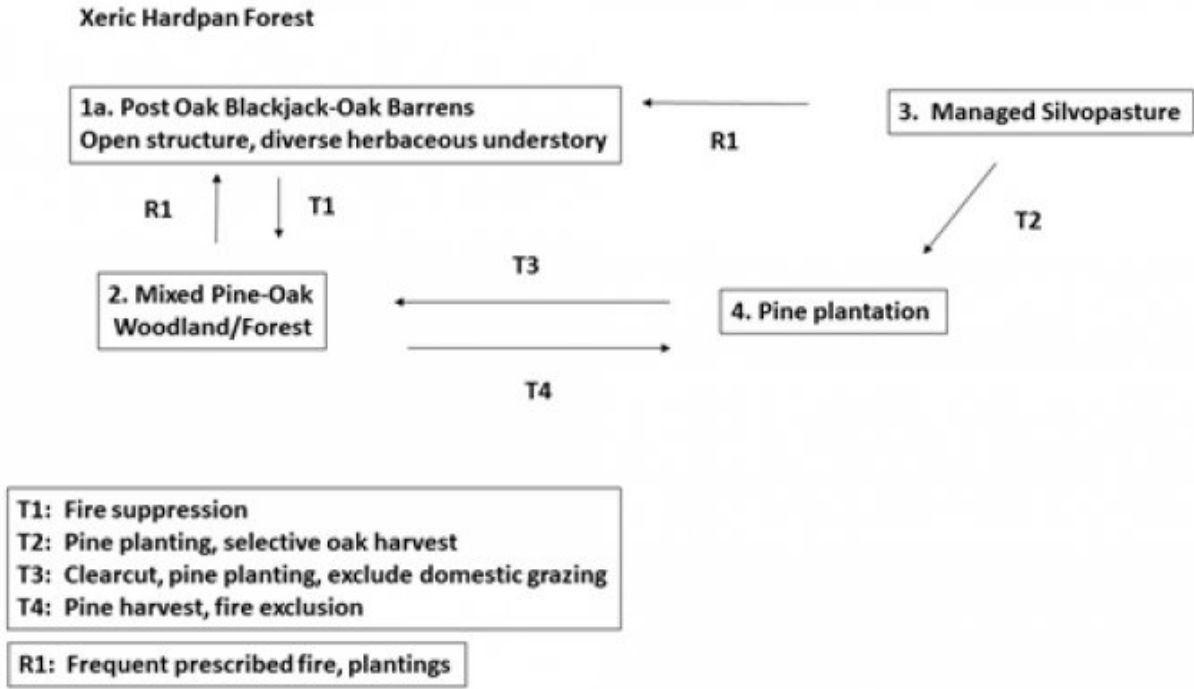 Xeric Hardpan Forest
1a. Post Oak Blackjack-Oak Barrens
Open structure, diverse herbaceous understory
3. Managed Silvopasture
R1
R1
T1
T2
2. Mixed Pine-Oak
Woodland/Forest
T3
4. Pine plantation
T4
T1: Fire suppression
T2: Pine planting, selective oak harvest
T3: Clearcut, pine planting, exclude domestic grazing
T4: Pine harvest, fire exclusion
R1: Frequent prescribed fire, plantings